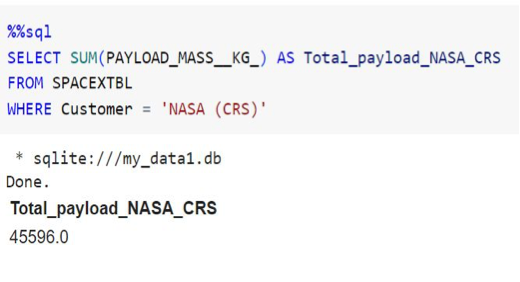 %%sql
SELECT SUM(PAYLOAD_MASS__KG_) AS Total_payload_NASA_CRS
FROM SPACEXTBL
WHERE Customer = 'NASA (CRS)'
* sqlite:///my_data1.db
Done.
Total_payload_NASA_CRS
45596.0